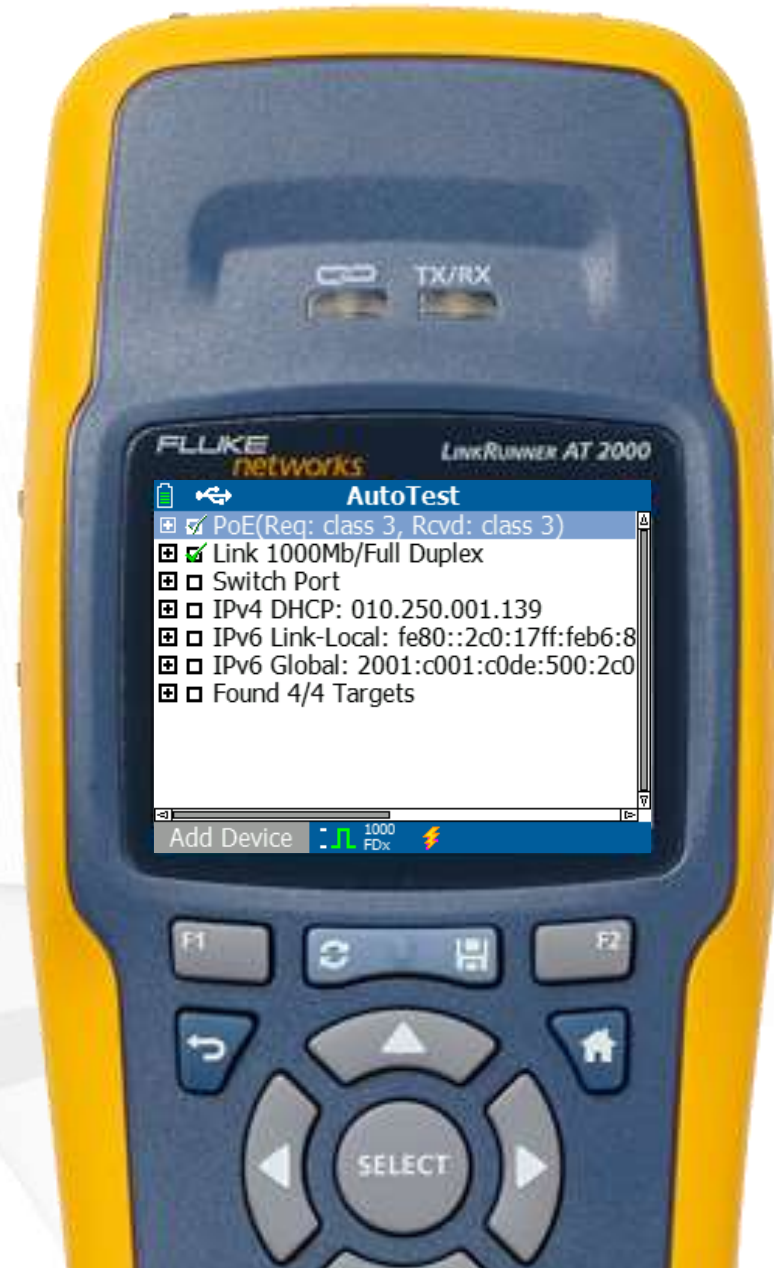 TX/RX
FLUKE
networks
LINKRUNNER AT 2000
AutoTest
PoE(Req: class 3, Rcvd: class 3)
Link 1000Mb/Full Duplex
Switch Port
IPv4 DHCP: 010.250.001.139
IPv6 Link-Local: fe80::2c0:17ff:feb6:8
IPv6 Global: 2001:c001:c0de:500:2c0
Found 4/4 Targets
Add Device
1000
FDx
F1
F2
SELECT